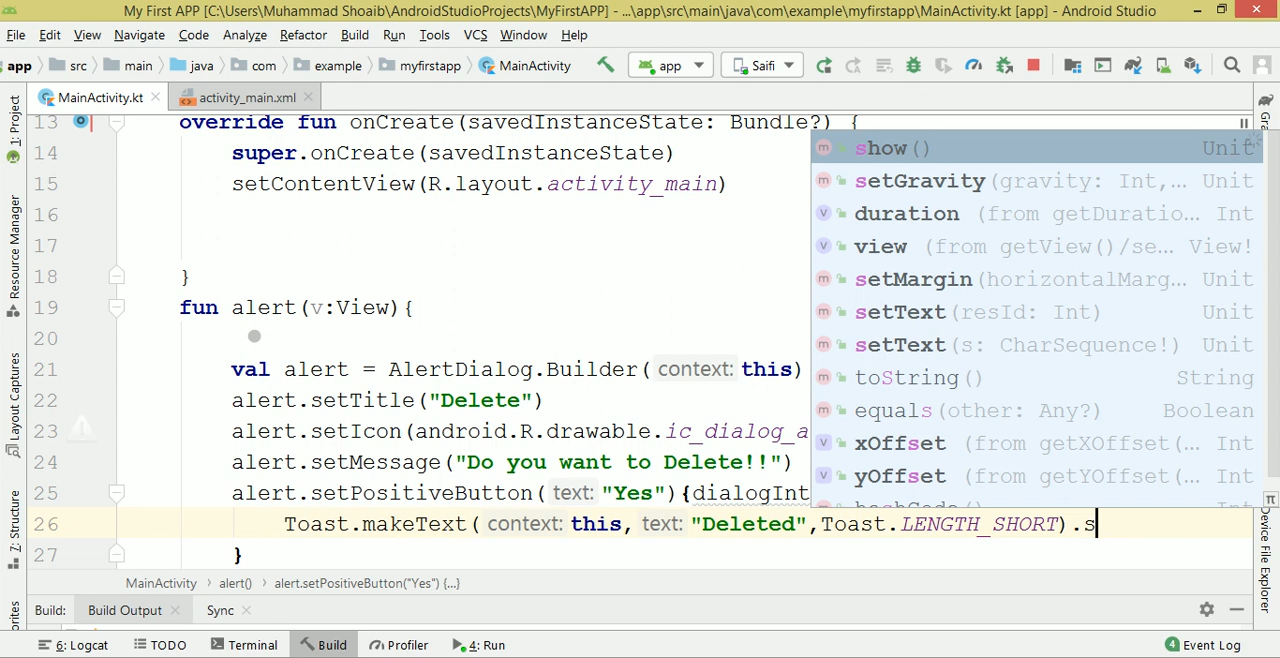 My First APP [C:\Users\Muhammad Shoaib\AndroidStudioProjects\MyFirstAPP] - ...\app\src\main\java\com\example\myfirstapp\MainActivity.kt [app] - Android Studio
File Edit View Navigate Code Analyze Refactor Build Run Tools VCS Window Help
app src main java com example myfirstapp MainActivity app Saifi
MainActivity.kt activity_main.xml
13 override fun onCreate(savedInstanceState: Bundle?) {
14 super.onCreate(savedInstanceState)
15 setContentView(R.layout.activity_main)
16
17
18 }
19 fun alert(v:View){
20
21 val alert = AlertDialog.Builder( context: this)
22 alert.setTitle("Delete")
23 alert.setIcon(android.R.drawable.ic_dialog_a
24 alert.setMessage("Do you want to Delete!!")
25 alert.setPositiveButton( text: "Yes"){dialogInt
26 Toast.makeText( context: this, text: "Deleted",Toast.LENGTH_SHORT).s
27 }
show() Unit
setGravity(gravity: Int,... Unit
duration (from getDuratio... Int
view (from getView()/se... View!
setMargin(horizontalMarg... Unit
setText(resId: Int) Unit
setText(s: CharSequence!) Unit
toString() String
equals(other: Any?) Boolean
xOffset (from getXOffset(... Int
yOffset (from getYOffset(... Int
hashCode() Int
1: Project
Resource Manager
Layout Captures
Z: Structure
Device File Explorer
MainActivity › alert() › alert.setPositiveButton("Yes") {...}
Build: Build Output Sync
6: Logcat TODO Terminal Build Profiler 4: Run 4 Event Log